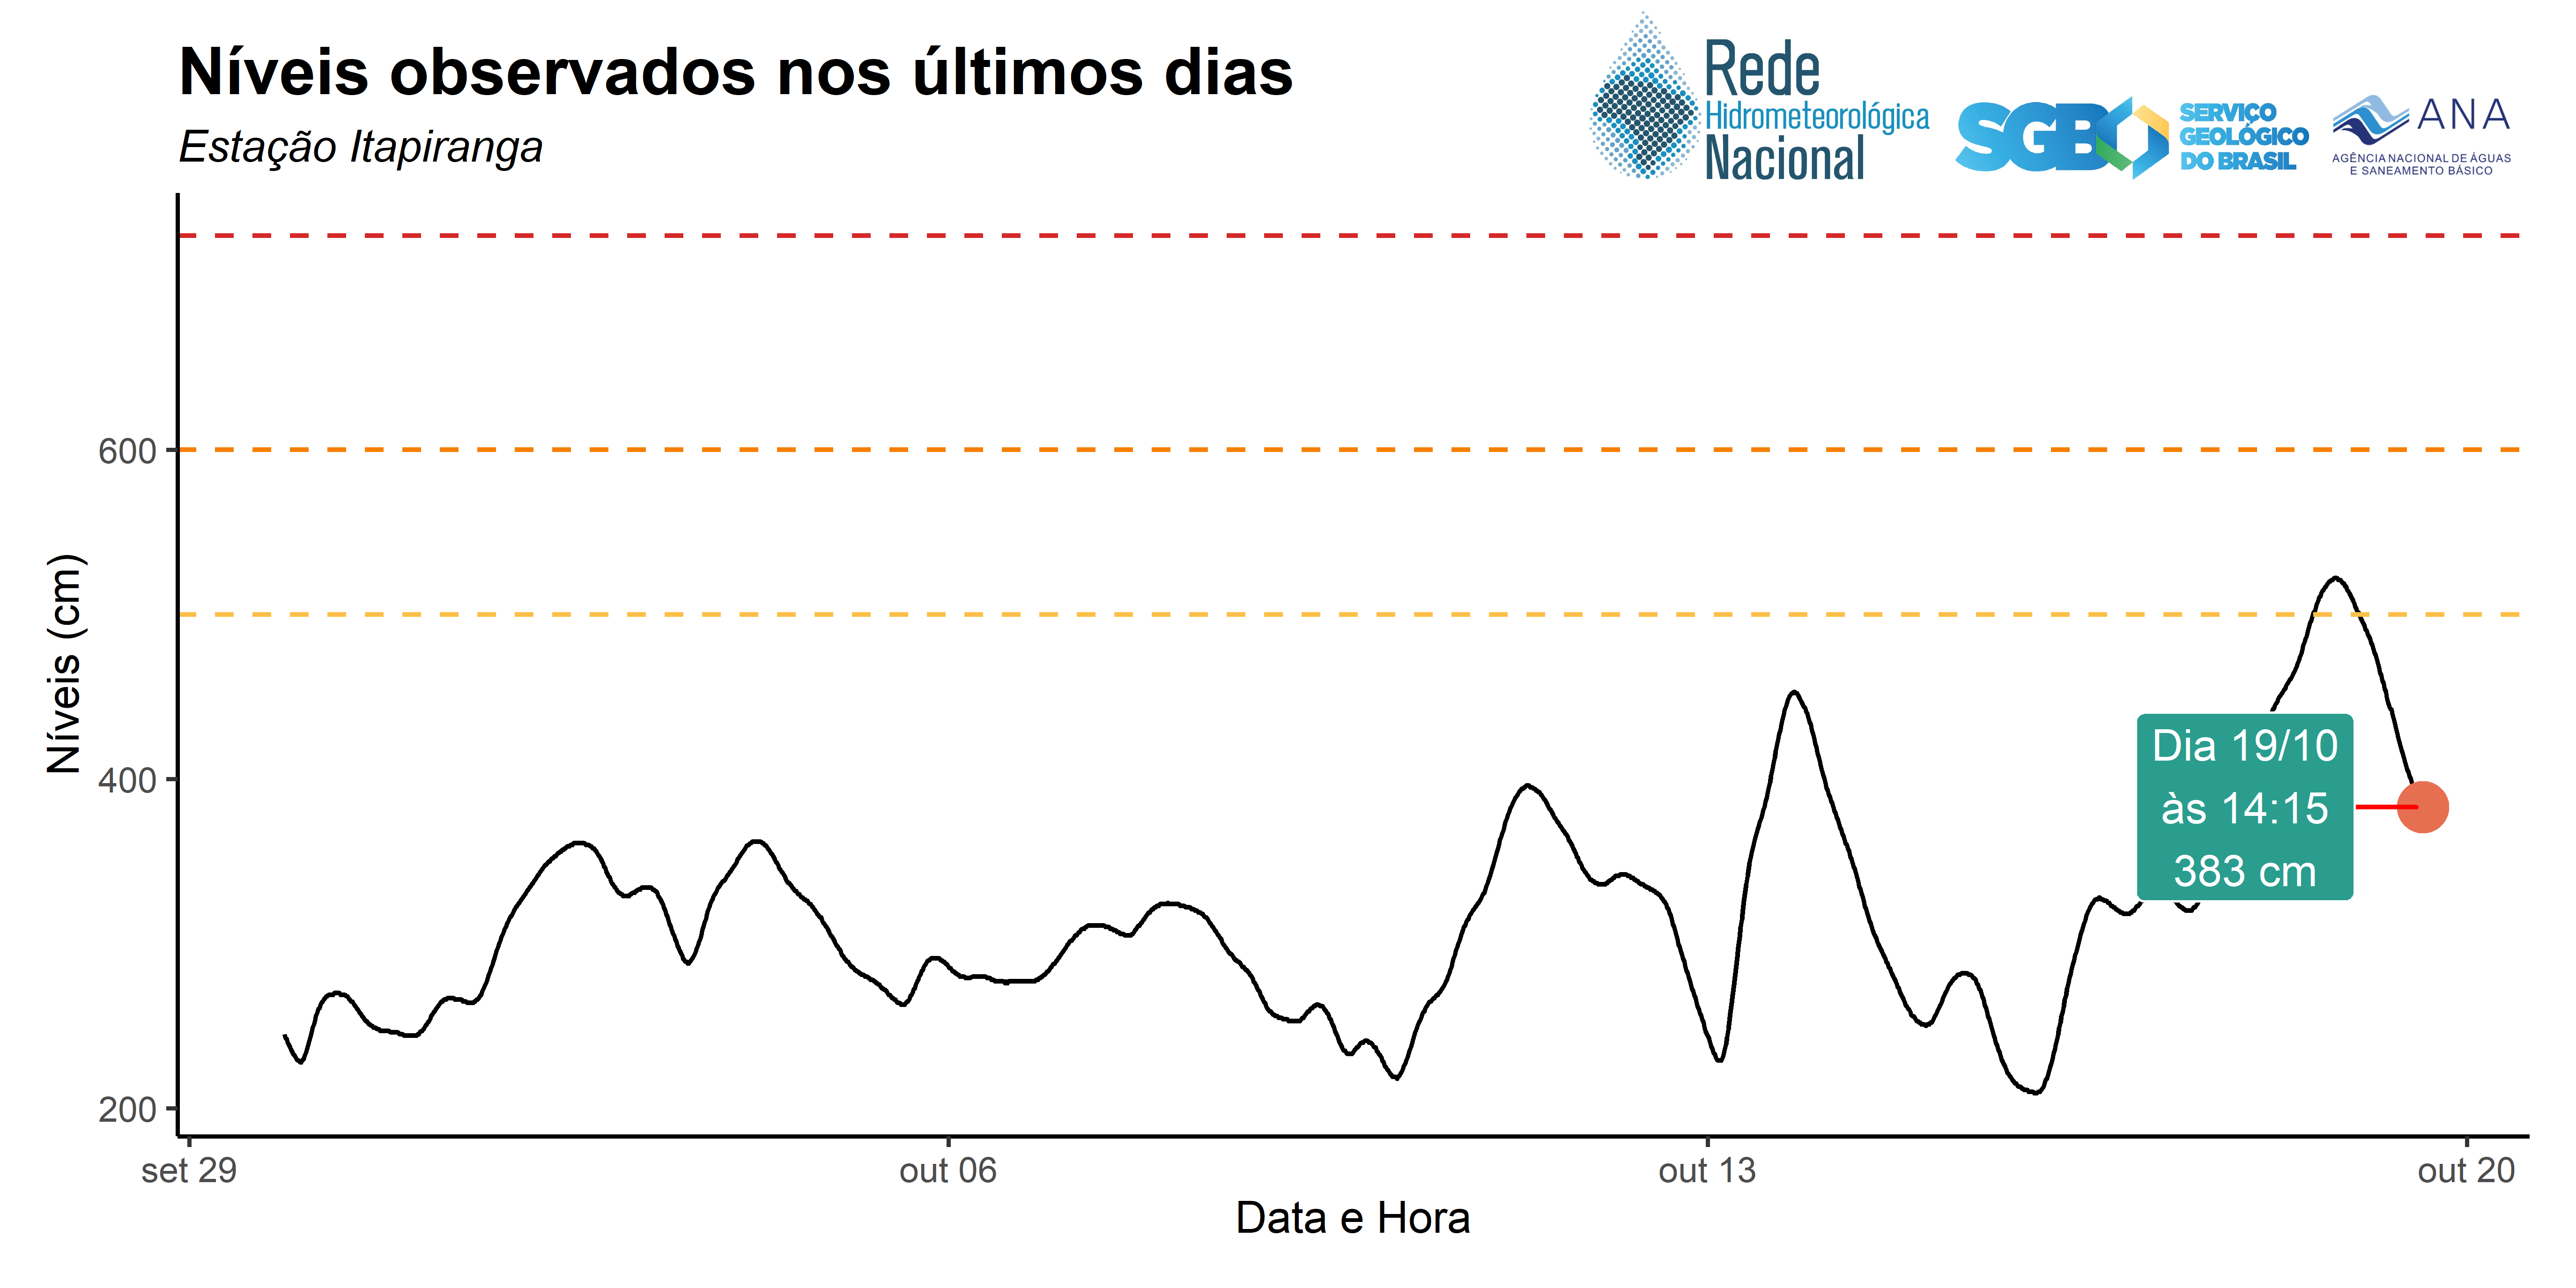 Níveis observados nos últimos dias
Estação Itapiranga
Rede
Hidrometeorológica
Nacional
SGB
SERVIÇO
GEOLÓGICO
DO BRASIL
ANA
AGÊNCIA NACIONAL DE ÁGUAS
E SANEAMENTO BÁSICO
Níveis (cm)
600
400
200
Dia 19/10
às 14:15
383 cm
set 29
out 06
out 13
out 20
Data e Hora